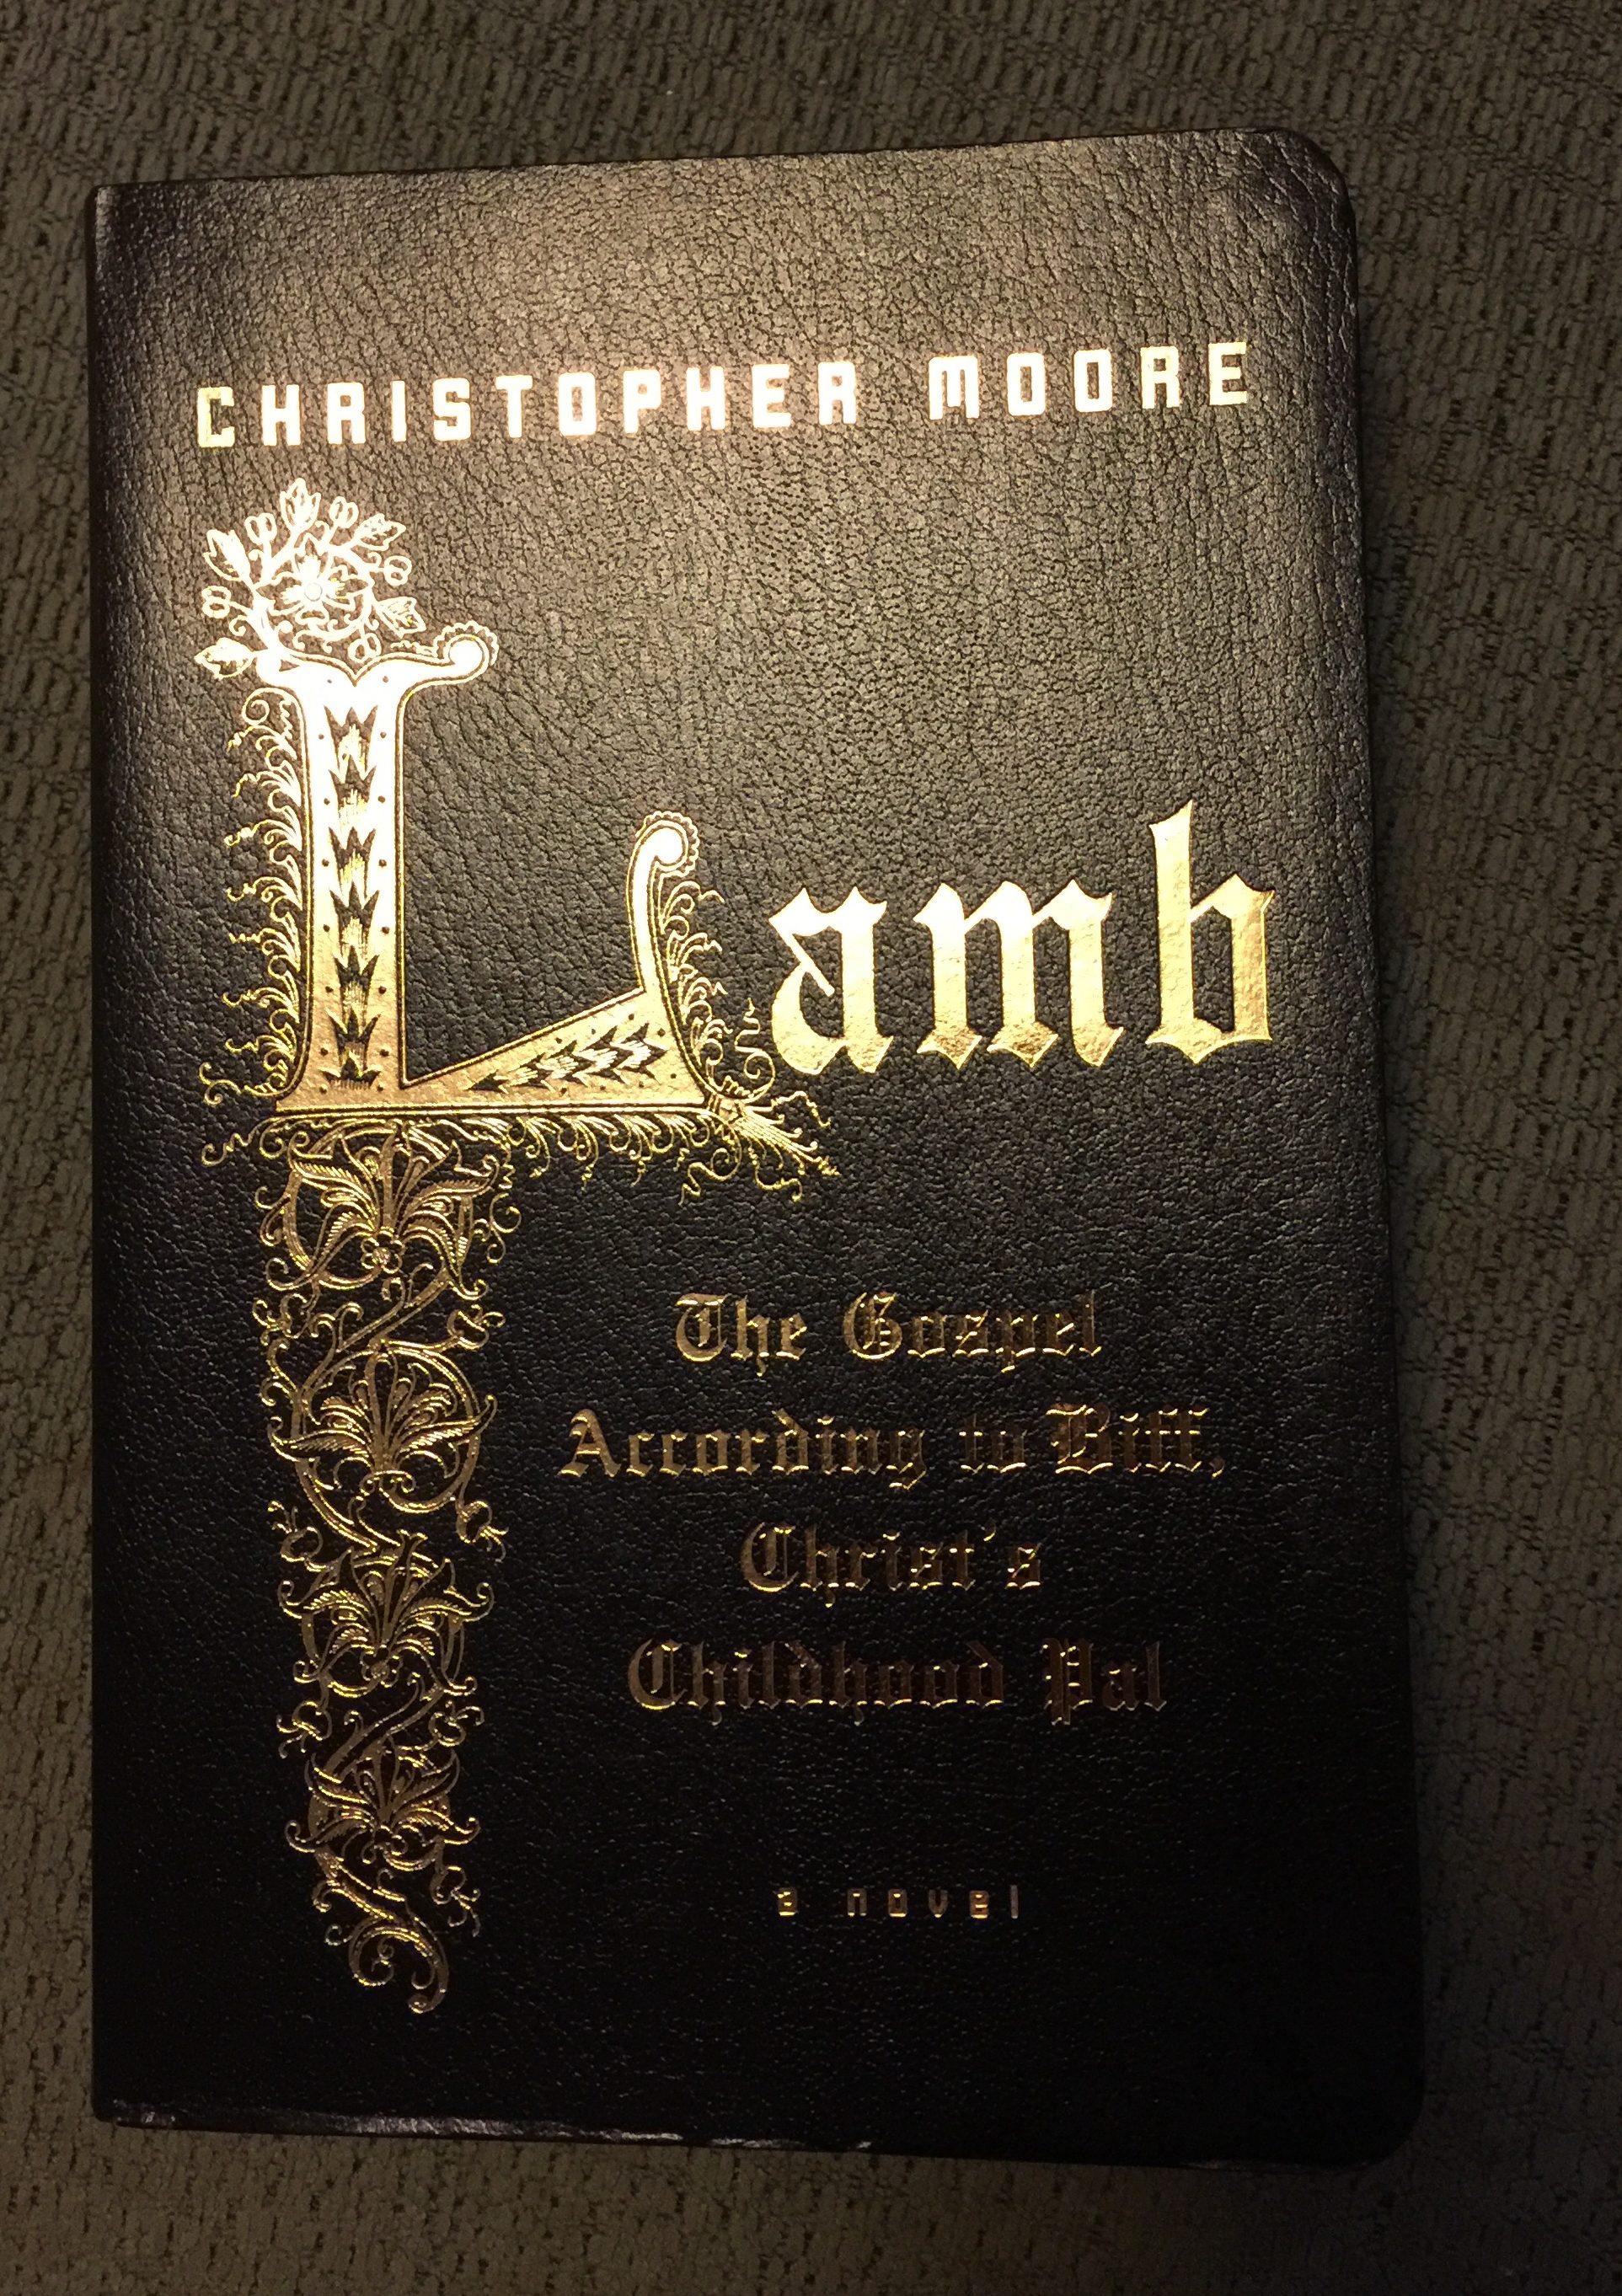 CHRISTOPHER MOORE
Lamb
The Gospel
According to Biff,
Christ's
Childhood Pal
a novel